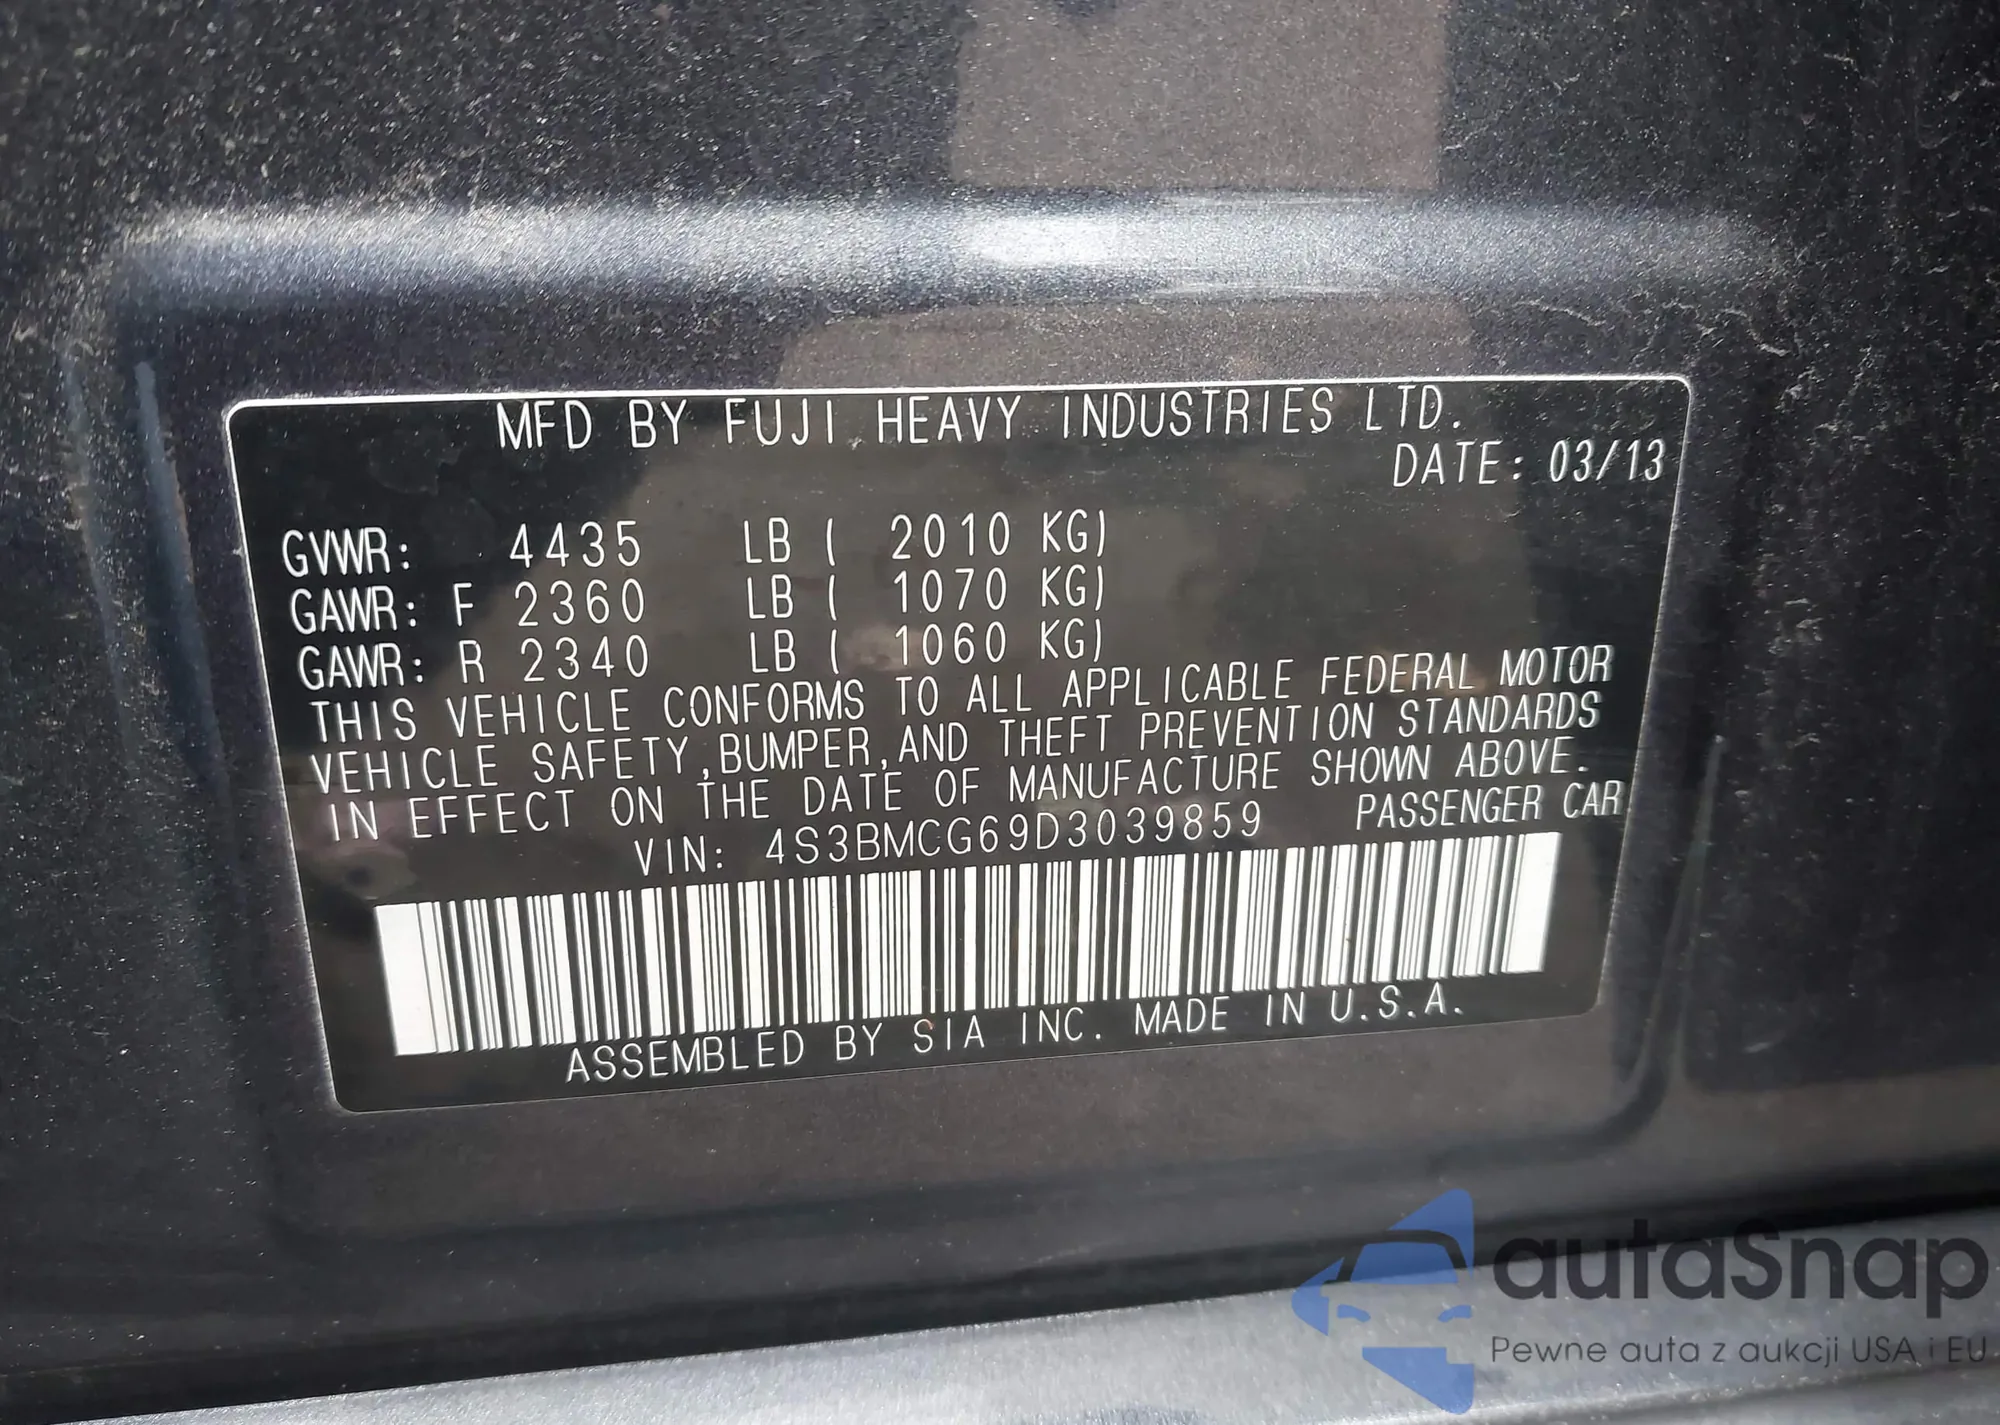 MFD BY FUJI HEAVY INDUSTRIES LTD.
DATE: 03/13
GVWR: 4435 LB ( 2010 KG)
GAWR: F 2360 LB ( 1070 KG)
GAWR: R 2340 LB ( 1060 KG)
THIS VEHICLE CONFORMS TO ALL APPLICABLE FEDERAL MOTOR
VEHICLE SAFETY,BUMPER,AND THEFT PREVENTION STANDARDS
IN EFFECT ON THE DATE OF MANUFACTURE SHOWN ABOVE.
VIN: 4S3BMCG69D3039859 PASSENGER CAR
ASSEMBLED BY SIA INC. MADE IN U.S.A.
autaSnap
Pewne auta z aukcji USA i EU